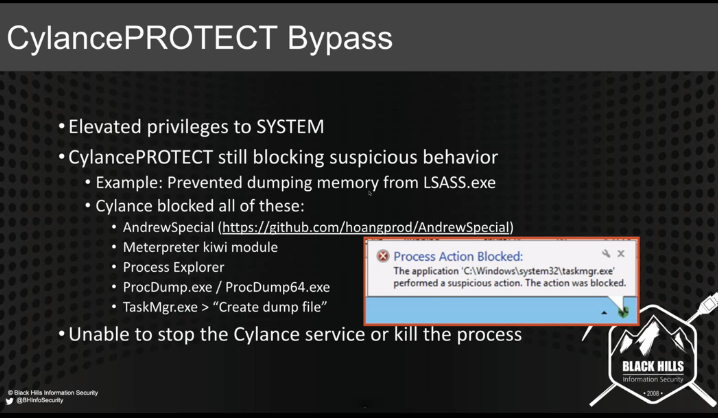 CylancePROTECT Bypass
• Elevated privileges to SYSTEM
• CylancePROTECT still blocking suspicious behavior
• Example: Prevented dumping memory from LSASS.exe
• Cylance blocked all of these:
• AndrewSpecial (https://github.com/hoangprod/AndrewSpecial)
• Meterpreter kiwi module
• Process Explorer
• ProcDump.exe / ProcDump64.exe
• TaskMgr.exe > “Create dump file”
Process Action Blocked:
The application 'C:\Windows\system32\taskmgr.exe'
performed a suspicious action. The action was blocked.
• Unable to stop the Cylance service or kill the process
BLACK HILLS
Information Security
• 2008 •
© Black Hills Information Security
@BHInfoSecurity